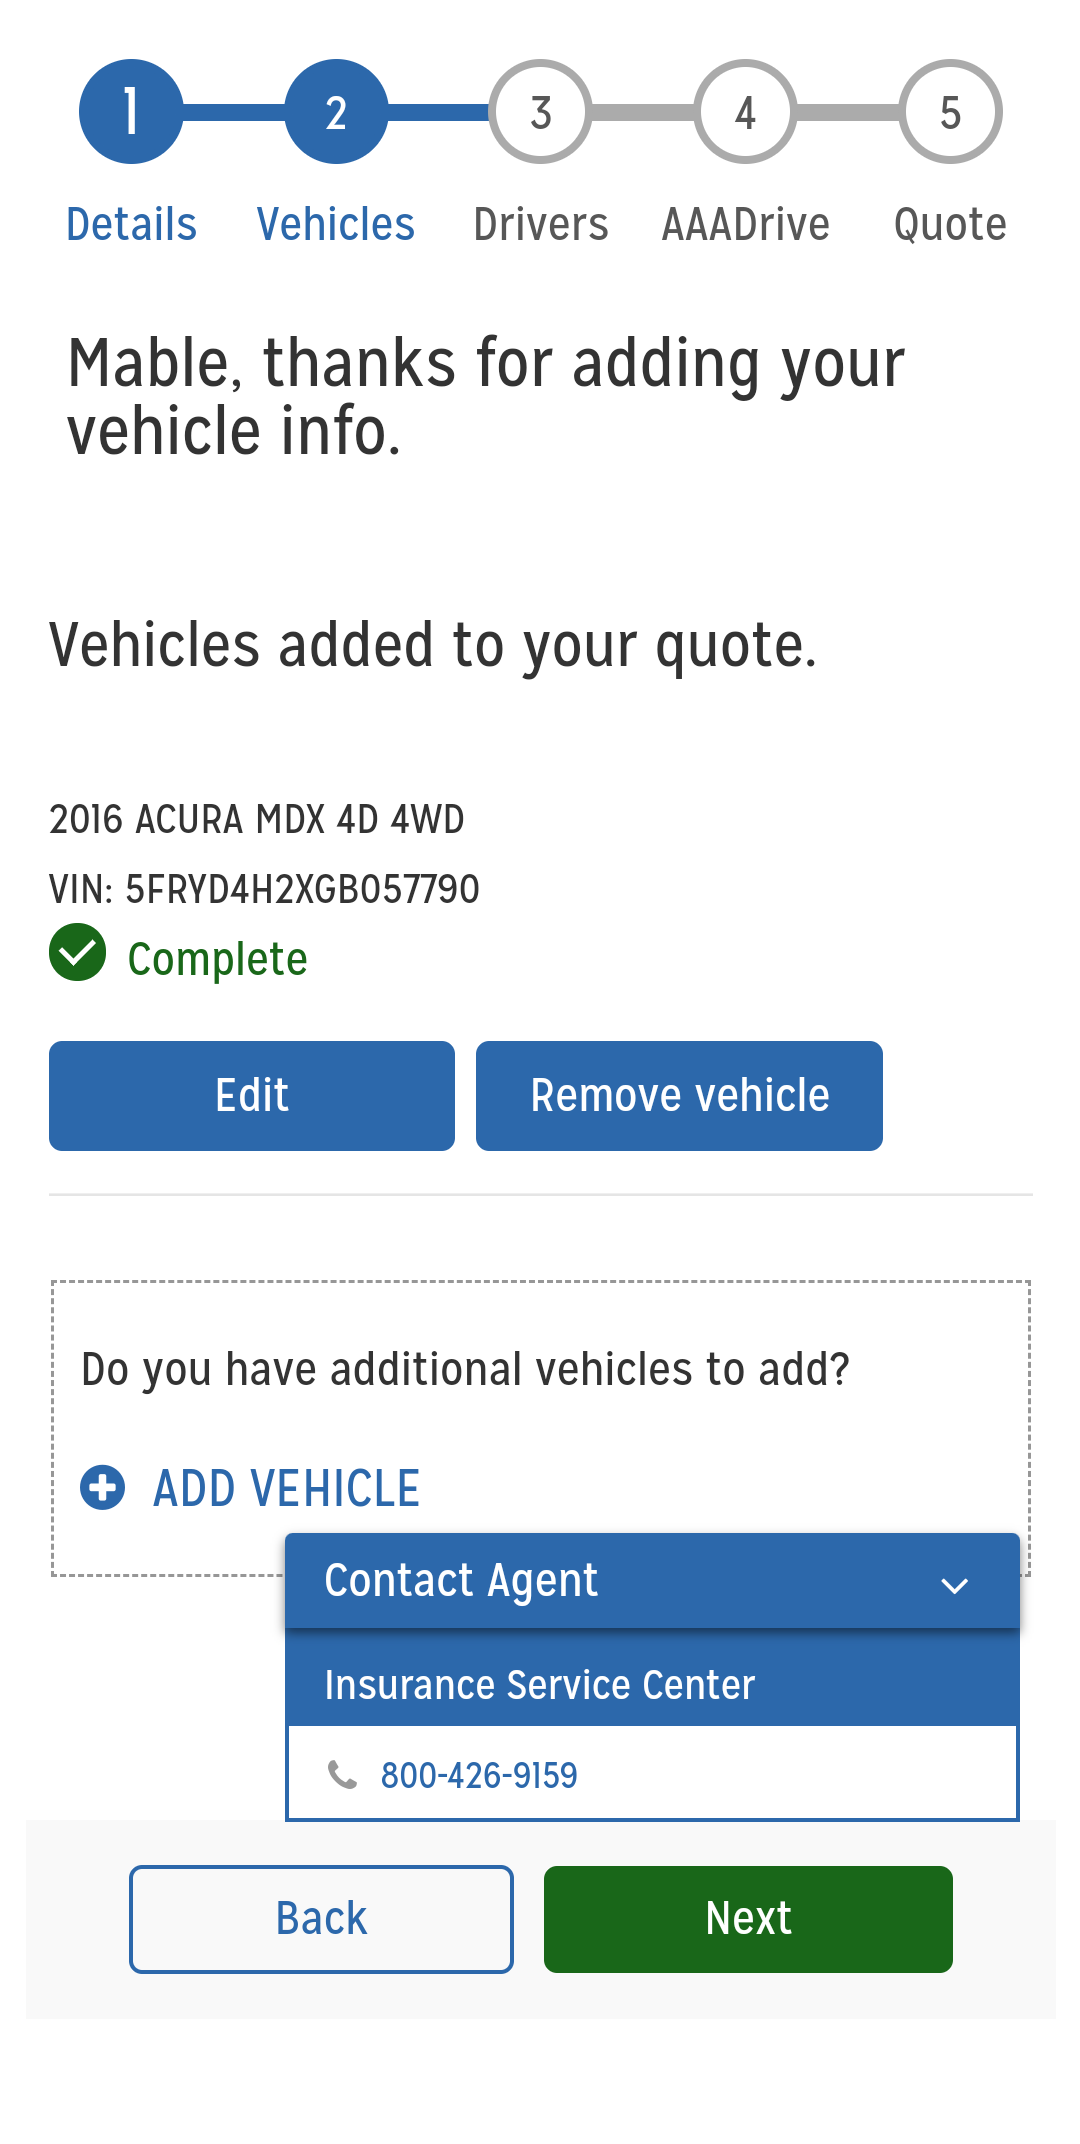 1 2 3 4 5
Details Vehicles Drivers AAADrive Quote
Mable, thanks for adding your
vehicle info.
Vehicles added to your quote.
2016 ACURA MDX 4D 4WD
VIN: 5FRYD4H2XGB057790
Complete
Edit Remove vehicle
Do you have additional vehicles to add?
ADD VEHICLE
Contact Agent
Insurance Service Center
800-426-9159
Back Next